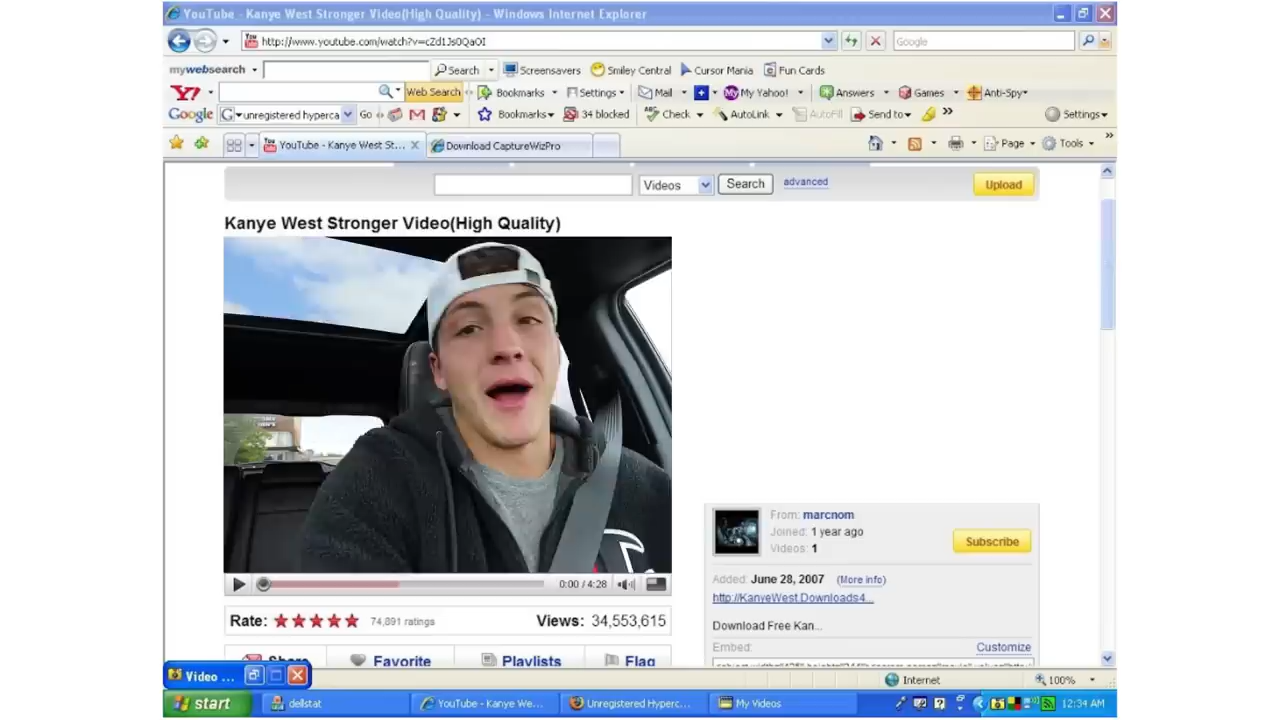 YouTube - Kanye West Stronger Video(High Quality) - Windows Internet Explorer
http://www.youtube.com/watch?v=cZd1Js0QaOI
Google
mywebsearch Search Screensavers Smiley Central Cursor Mania Fun Cards
Y! Web Search Bookmarks Settings Mail My Yahoo! Answers Games Anti-Spy
Google G unregistered hyperca Go Bookmarks 34 blocked Check AutoLink AutoFill Send to Settings
YouTube - Kanye West St... Download CaptureWizPro Page Tools
Videos Search advanced Upload
Kanye West Stronger Video(High Quality)
From: marcnom
Joined: 1 year ago
Videos: 1
Subscribe
0:00 / 4:28
Added: June 28, 2007 (More info)
http://KanyeWest.Downloads4...
Rate: 74,891 ratings Views: 34,553,615
Download Free Kan...
Embed: Customize
Share Favorite Playlists Flag
Video ...
Internet 100%
start dellstat YouTube - Kanye We... Unregistered Hyperc... My Videos 12:34 AM